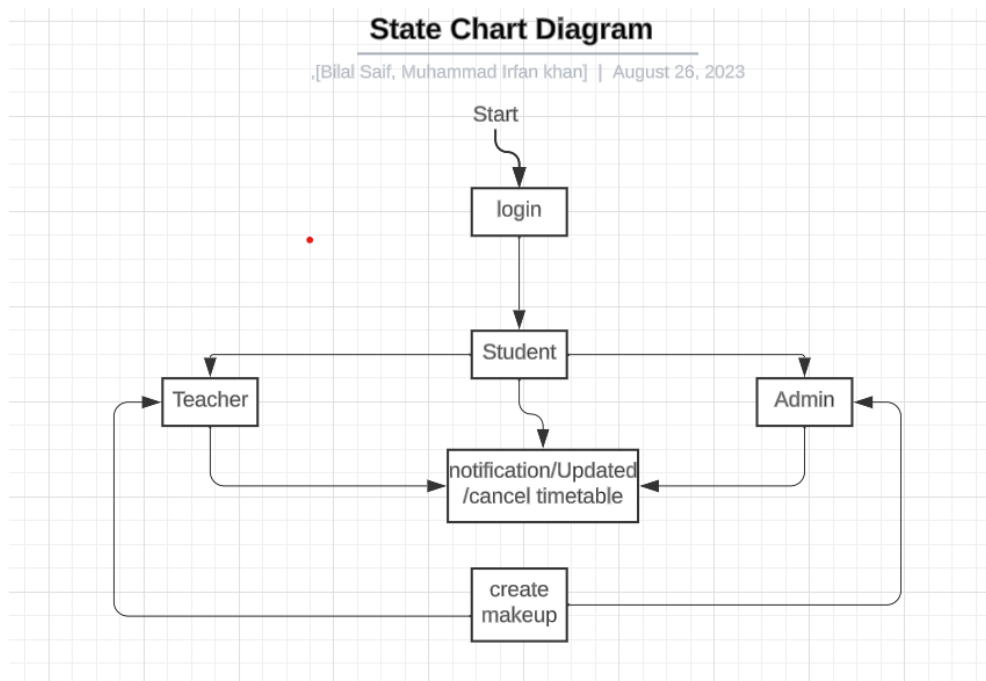 State Chart Diagram
,[Bilal Saif, Muhammad Irfan khan] | August 26, 2023
Start
login
Student
Teacher
Admin
notification/Updated
/cancel timetable
create
makeup